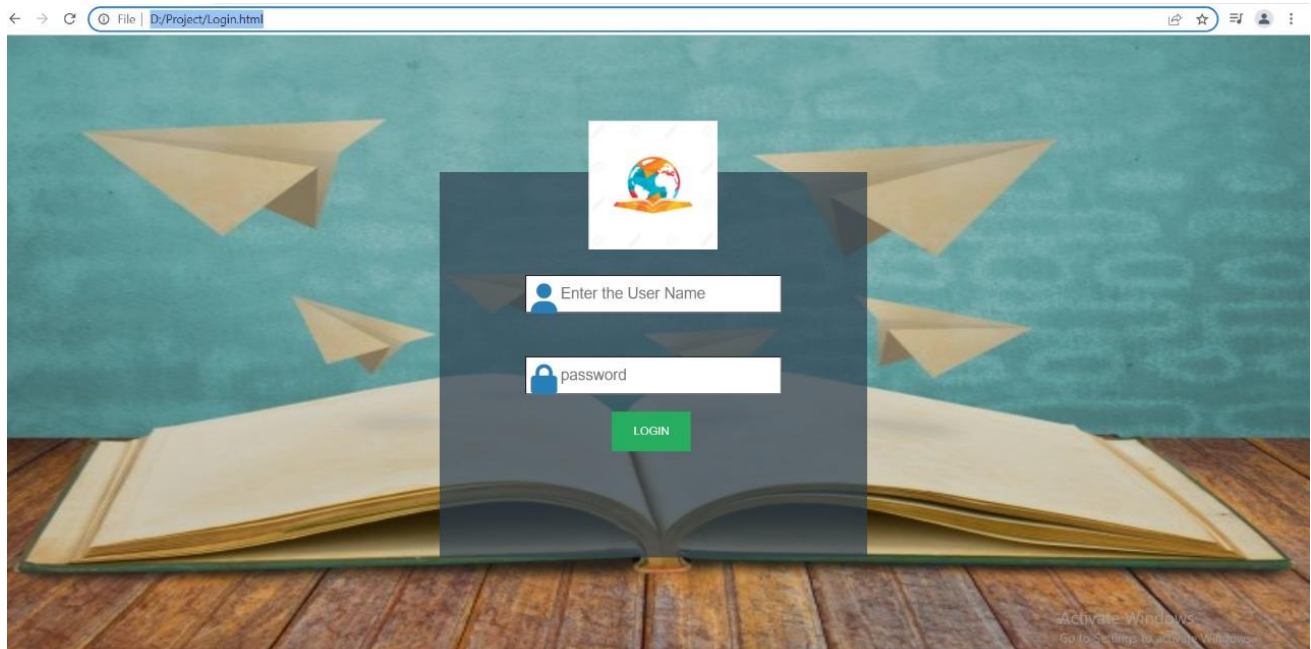 File | D:/Project/Login.html
Enter the User Name
password
LOGIN
Activate Windows
Go to Settings to activate Windows.